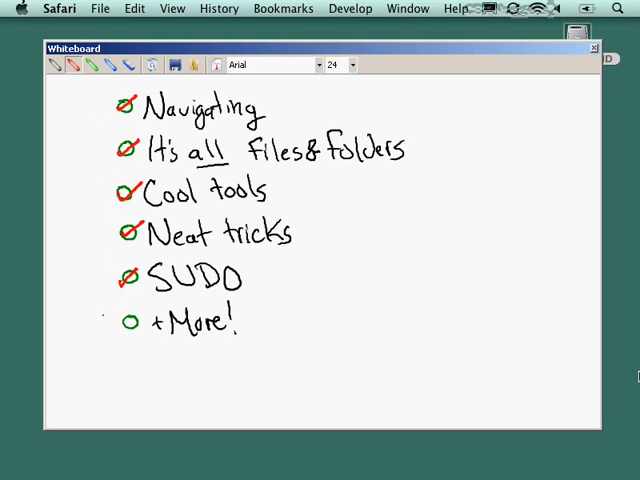 Safari File Edit View History Bookmarks Develop Window Help
Whiteboard
Arial 24
Navigating
It's all files & folders
Cool tools
Neat tricks
SUDO
+More!